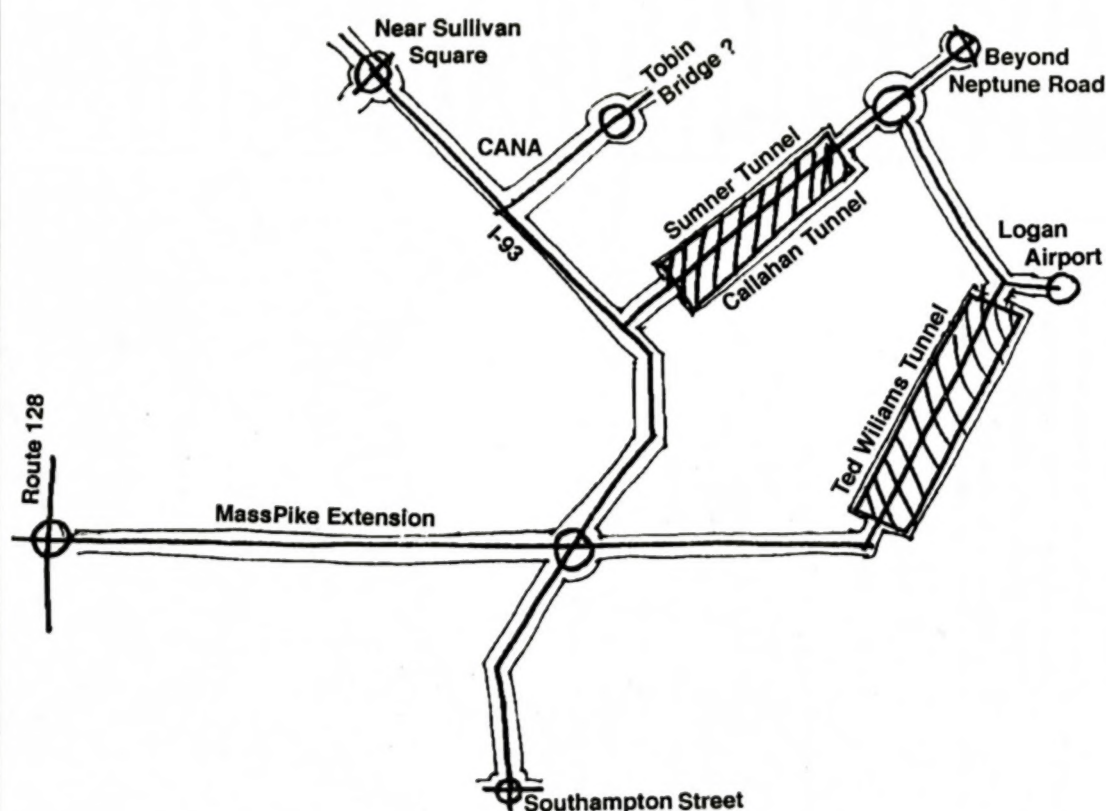 Near Sullivan
Square
Tobin
Bridge ?
Beyond
Neptune Road
CANA
Sumner Tunnel
Callahan Tunnel
I-93
Logan
Airport
Ted Wiliams Tunnel
Route 128
MassPike Extension
Southampton Street